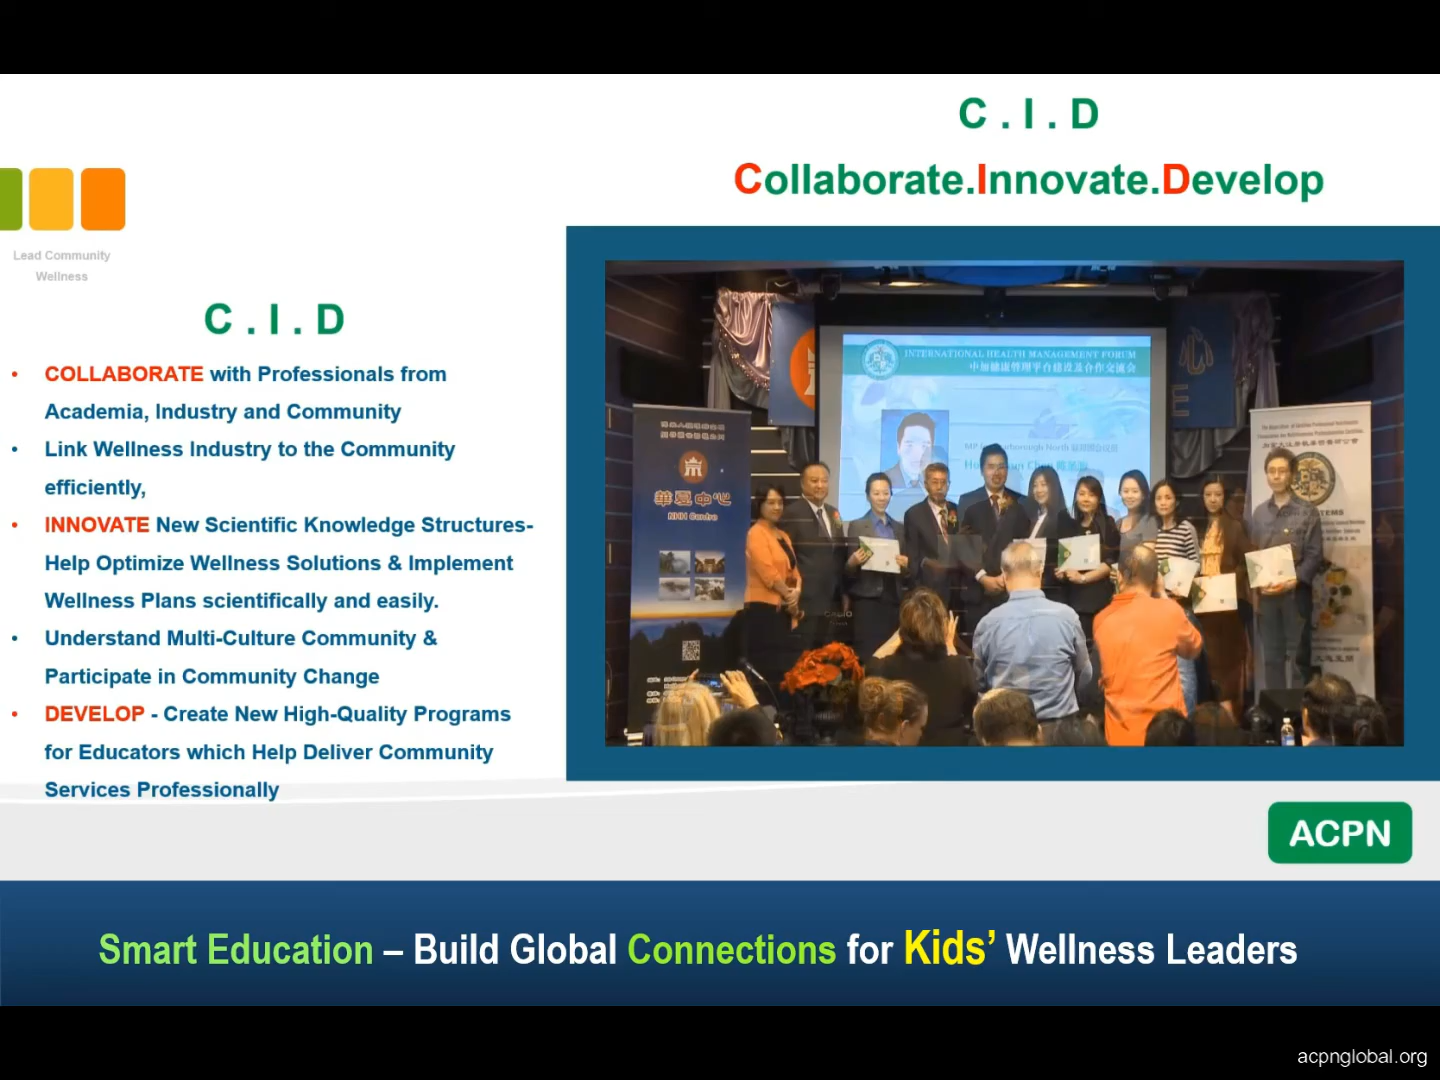 C . I . D
Collaborate.Innovate.Develop
Lead Community
Wellness
C . I . D
• COLLABORATE with Professionals from
Academia, Industry and Community
• Link Wellness Industry to the Community
efficiently,
• INNOVATE New Scientific Knowledge Structures-
Help Optimize Wellness Solutions & Implement
Wellness Plans scientifically and easily.
• Understand Multi-Culture Community &
Participate in Community Change
• DEVELOP - Create New High-Quality Programs
for Educators which Help Deliver Community
Services Professionally
INTERNATIONAL HEALTH MANAGEMENT FORUM
中加健康管理平台建设及合作交流会
華夏中心
NHH Centre
ACPN
Smart Education – Build Global Connections for Kids’ Wellness Leaders
acpnglobal.org